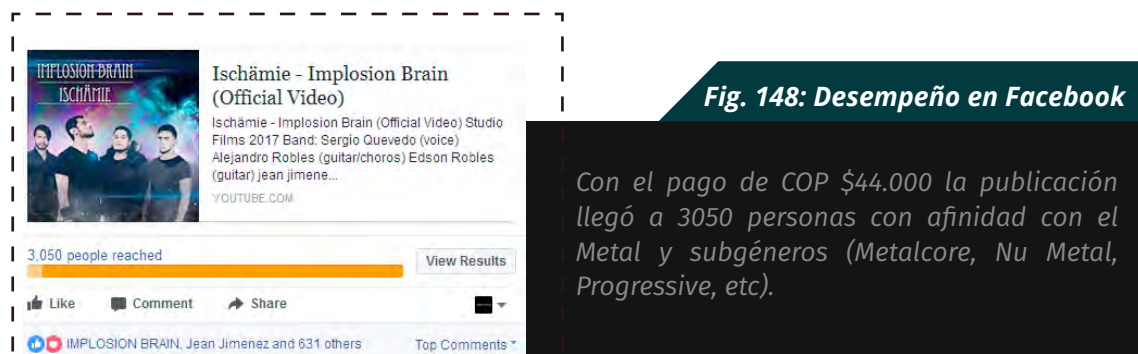 IMPLOSION BRAIN
ISCHÄMIE
Ischämie - Implosion Brain
(Official Video)
Ischämie - Implosion Brain (Official Video) Studio
Films 2017 Band: Sergio Quevedo (voice)
Alejandro Robles (guitar/choros) Edson Robles
(guitar) jean jimene...
YOUTUBE.COM
3,050 people reached
View Results
Like Comment Share
IMPLOSION BRAIN, Jean Jimenez and 631 others
Top Comments
Fig. 148: Desempeño en Facebook
Con el pago de COP $44.000 la publicación
llegó a 3050 personas con afinidad con el
Metal y subgéneros (Metalcore, Nu Metal,
Progressive, etc).